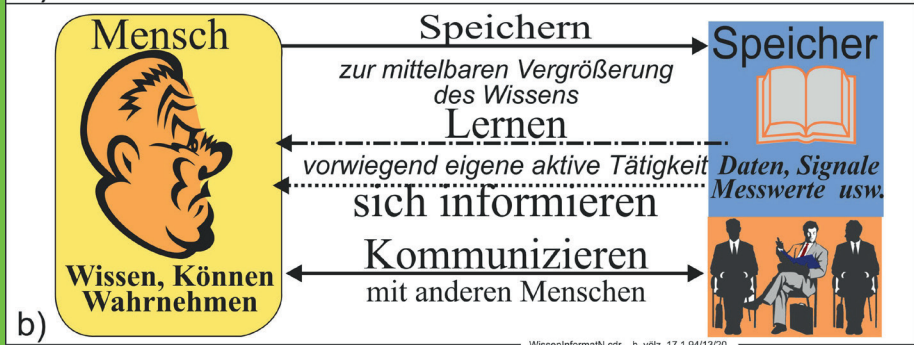 Mensch
Speichern
Speicher
zur mittelbaren Vergrößerung
des Wissens
Lernen
vorwiegend eigene aktive Tätigkeit
Daten, Signale
Messwerte usw.
sich informieren
Kommunizieren
mit anderen Menschen
Wissen, Können
Wahrnehmen
b)